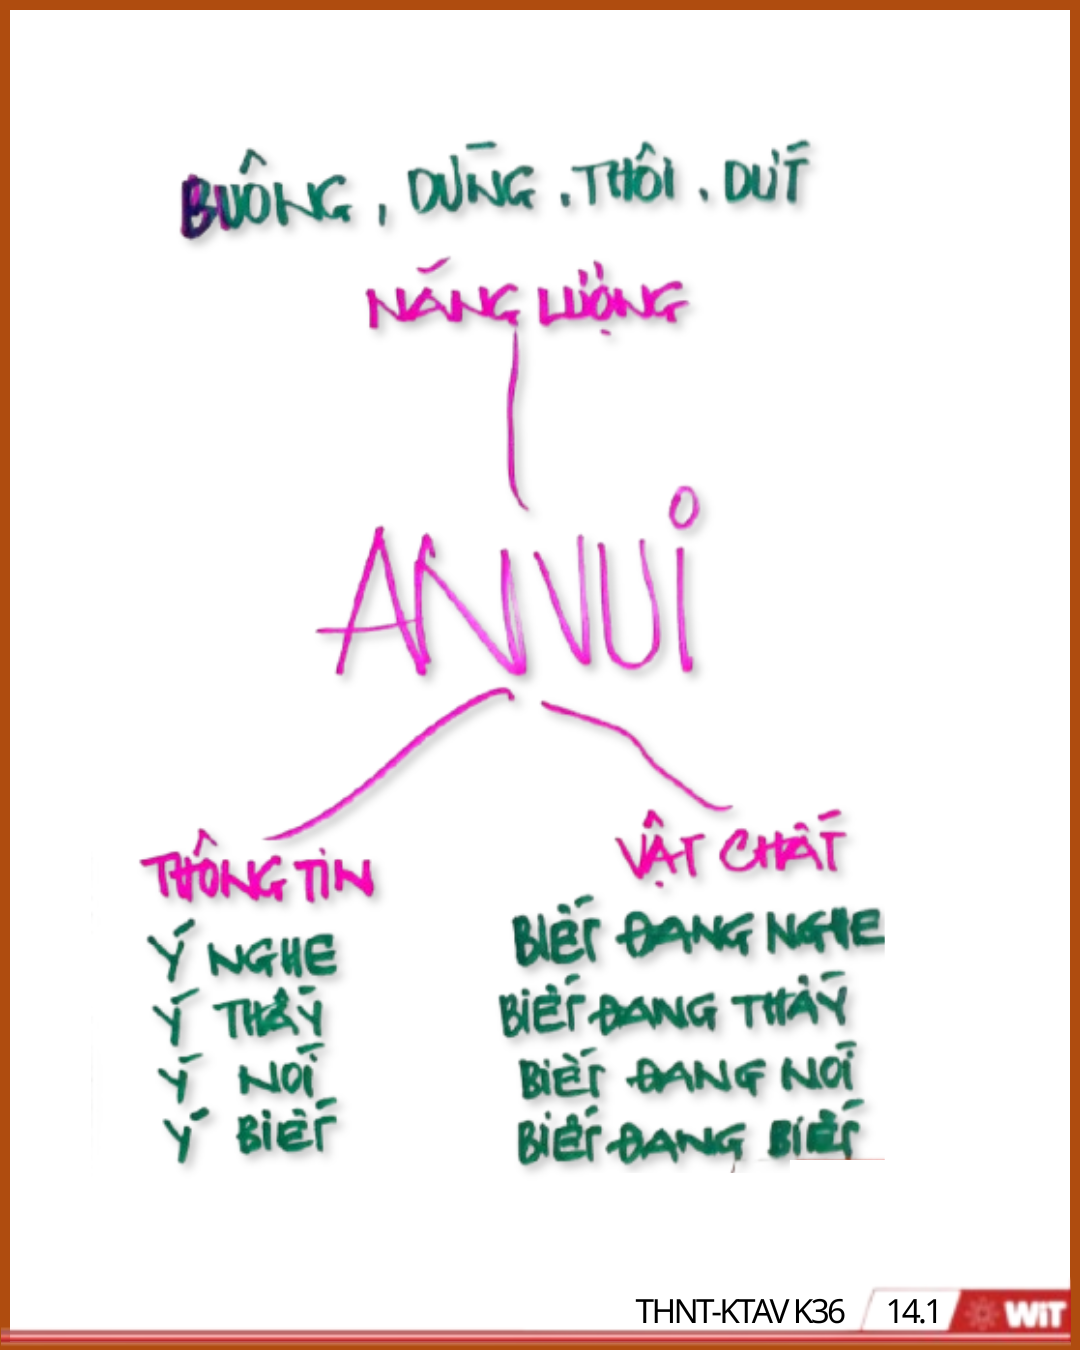 BUÔNG, DỪNG, THÔI, DỨT
NĂNG LƯỢNG
AN VUI
THÔNG TIN
Ý NGHE
Ý THẤY
Ý NÓI
Ý BIẾT
VẬT CHẤT
BIẾT ĐANG NGHE
BIẾT ĐANG THẤY
BIẾT ĐANG NÓI
BIẾT ĐANG BIẾT
THNT-KTAV K36
14.1
WiT